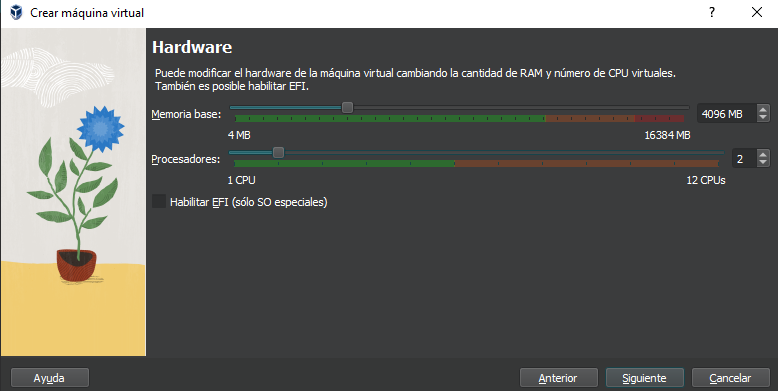 Crear máquina virtual
?
Hardware
Puede modificar el hardware de la máquina virtual cambiando la cantidad de RAM y número de CPU virtuales.
También es posible habilitar EFI.
Memoria base:
4096 MB
4 MB
16384 MB
Procesadores:
2
1 CPU
12 CPUs
Habilitar EFI (sólo SO especiales)
Ayuda
Anterior
Siguiente
Cancelar